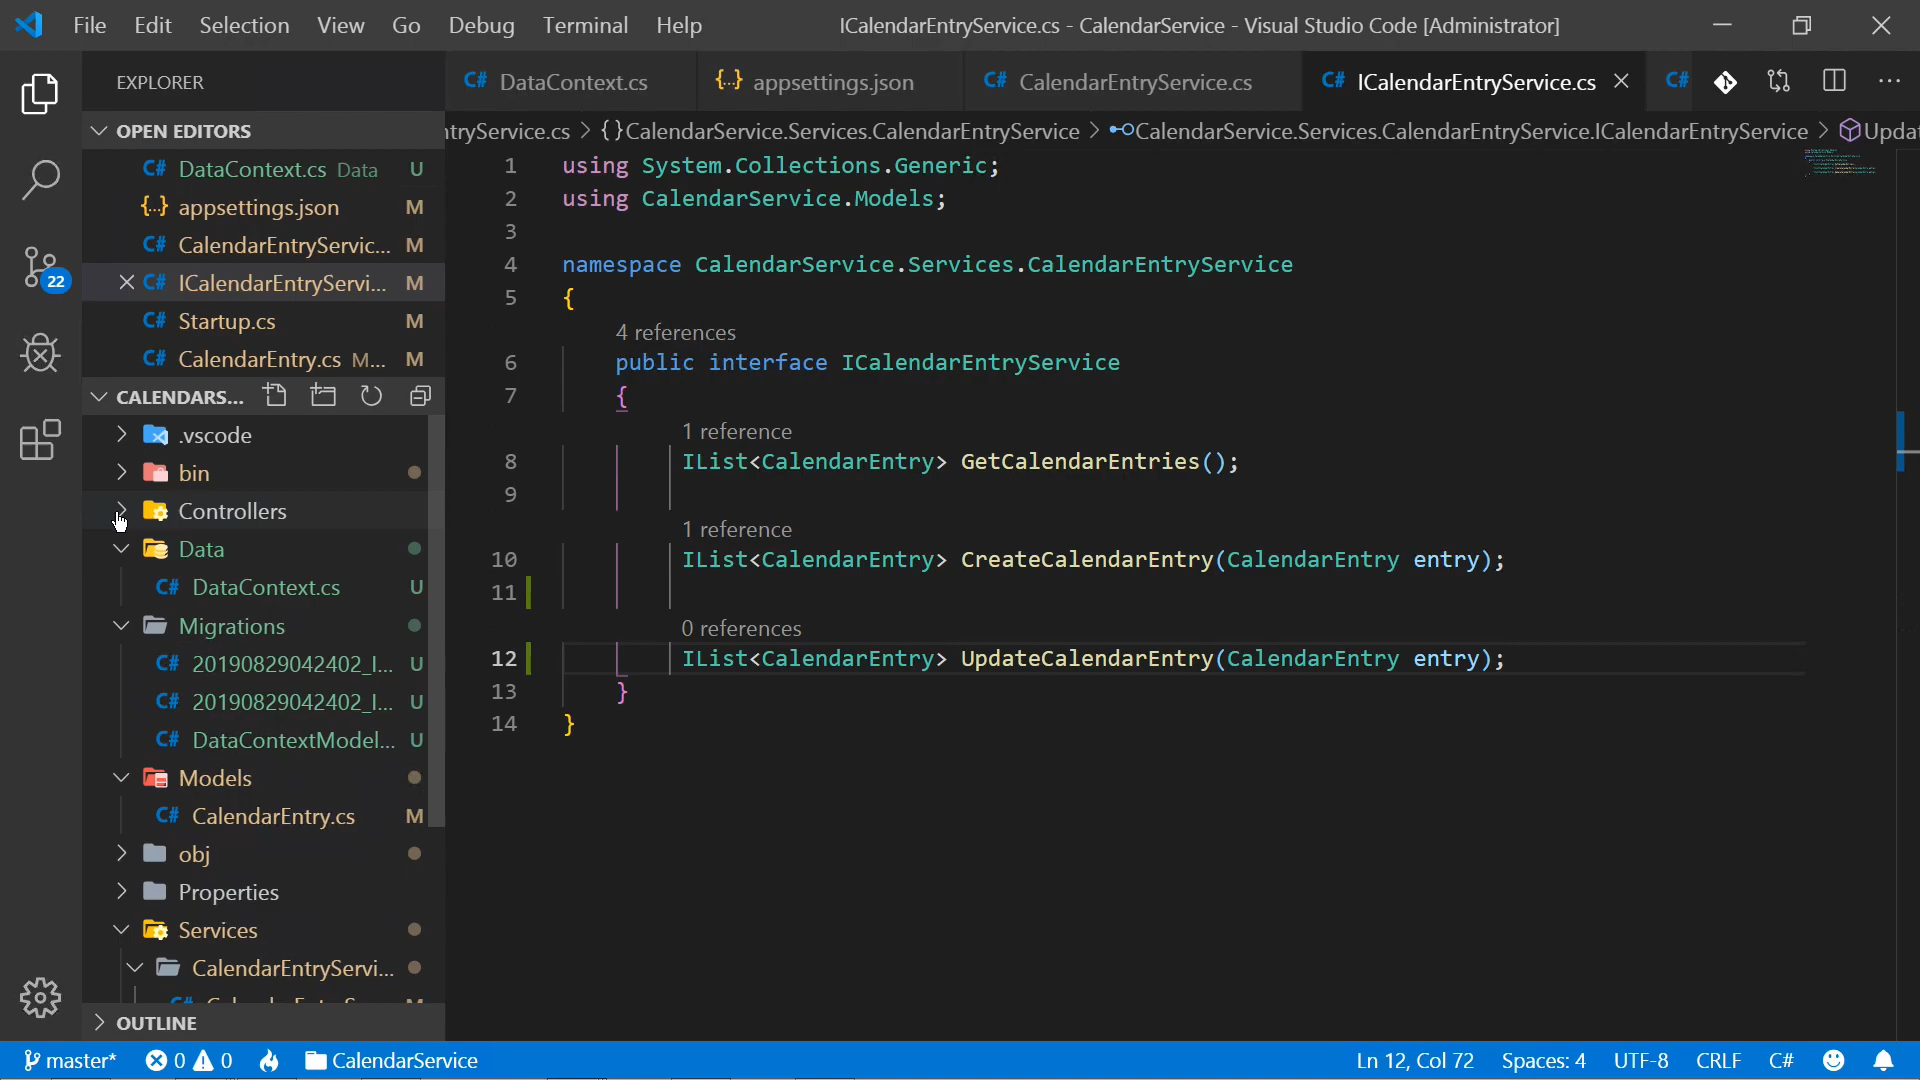 File Edit Selection View Go Debug Terminal Help ICalendarEntryService.cs - CalendarService - Visual Studio Code [Administrator]
EXPLORER
C# DataContext.cs {··} appsettings.json C# CalendarEntryService.cs C# ICalendarEntryService.cs C#
OPEN EDITORS
C# DataContext.cs Data U
{··} appsettings.json M
C# CalendarEntryServic... M
C# ICalendarEntryServi... M
C# Startup.cs M
C# CalendarEntry.cs M... M
22
CALENDARS...
.vscode
bin
Controllers
Data
C# DataContext.cs U
Migrations
C# 20190829042402_I... U
C# 20190829042402_I... U
C# DataContextModel... U
Models
C# CalendarEntry.cs M
obj
Properties
Services
CalendarEntryServi...
OUTLINE
ntryService.cs > {} CalendarService.Services.CalendarEntryService > CalendarService.Services.CalendarEntryService.ICalendarEntryService > Updat
1 using System.Collections.Generic;
2 using CalendarService.Models;
3
4 namespace CalendarService.Services.CalendarEntryService
5 {
4 references
6 public interface ICalendarEntryService
7 {
1 reference
8 IList<CalendarEntry> GetCalendarEntries();
9
1 reference
10 IList<CalendarEntry> CreateCalendarEntry(CalendarEntry entry);
11
0 references
12 IList<CalendarEntry> UpdateCalendarEntry(CalendarEntry entry);
13 }
14 }
master* 0 0 CalendarService Ln 12, Col 72 Spaces: 4 UTF-8 CRLF C#